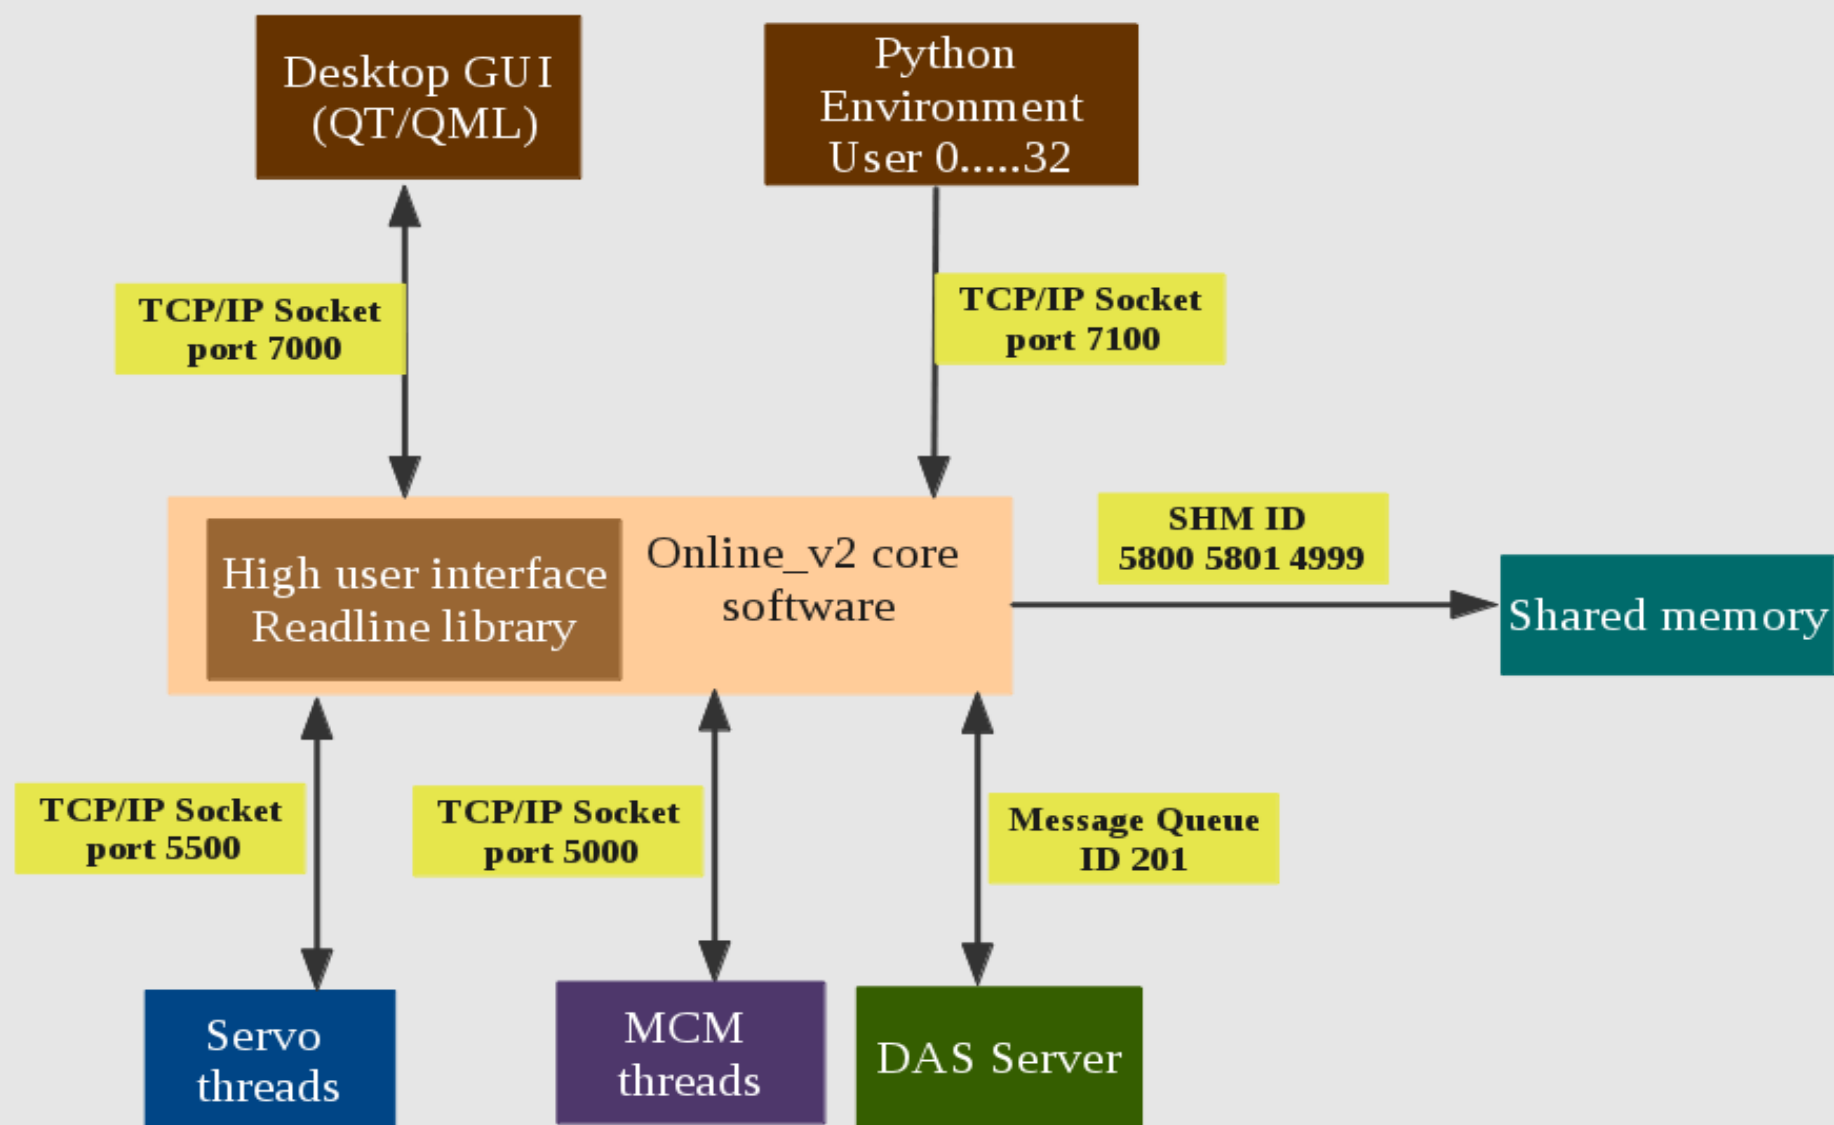 Desktop GUI
(QT/QML)
Python
Environment
User 0.....32
TCP/IP Socket
port 7000
TCP/IP Socket
port 7100
High user interface
Readline library
Online_v2 core
software
SHM ID
5800 5801 4999
Shared memory
TCP/IP Socket
port 5500
TCP/IP Socket
port 5000
Message Queue
ID 201
Servo
threads
MCM
threads
DAS Server